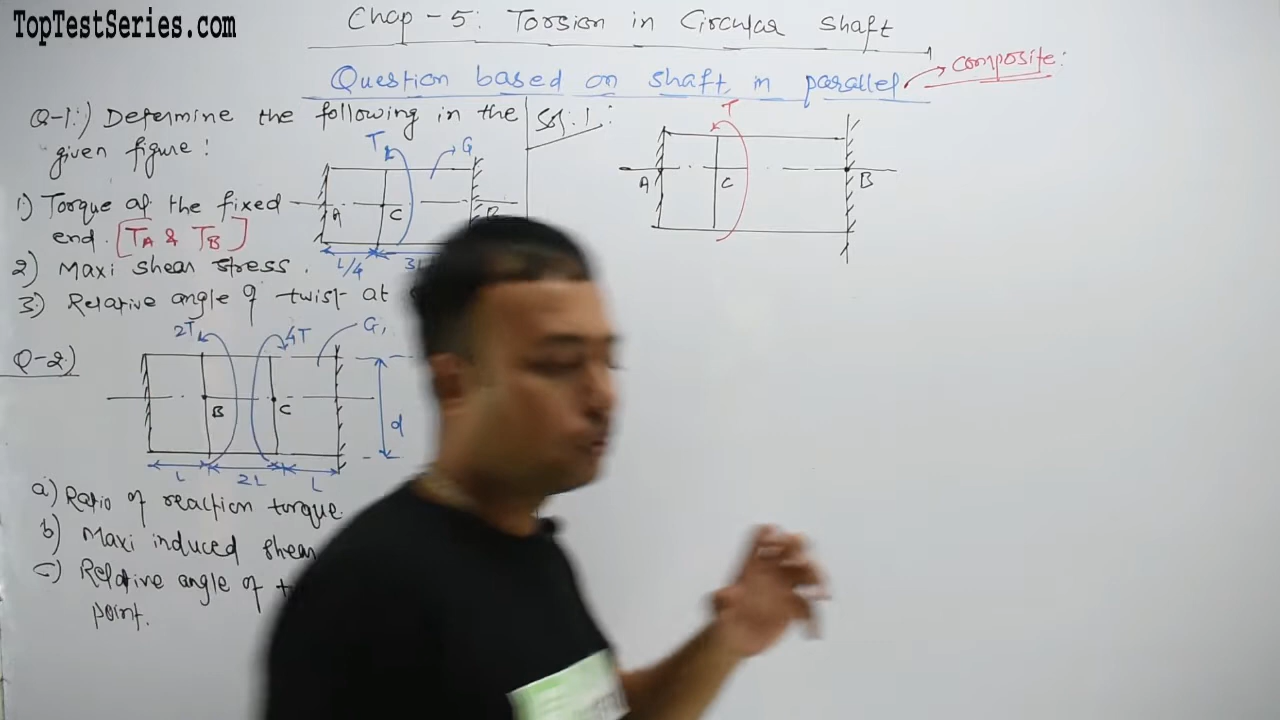 TopTestSeries.com
Chap - 5: Torsion in Circular shaft
Question based on shaft in parallel → composite:
Q-1:) Determine the following in the given figure:
1) Torque at the fixed end. [TA & TB]
2) Maxi shear stress.
3) Relative angle of twist at
T
G
A
C
B
L/4
Sol: 1:
T
A
C
B
Q-2)
2T
4T
G,
B
C
d
L
2L
L
a) Ratio of reaction torque.
b) Maxi induced shear
c) Relative angle of
point.